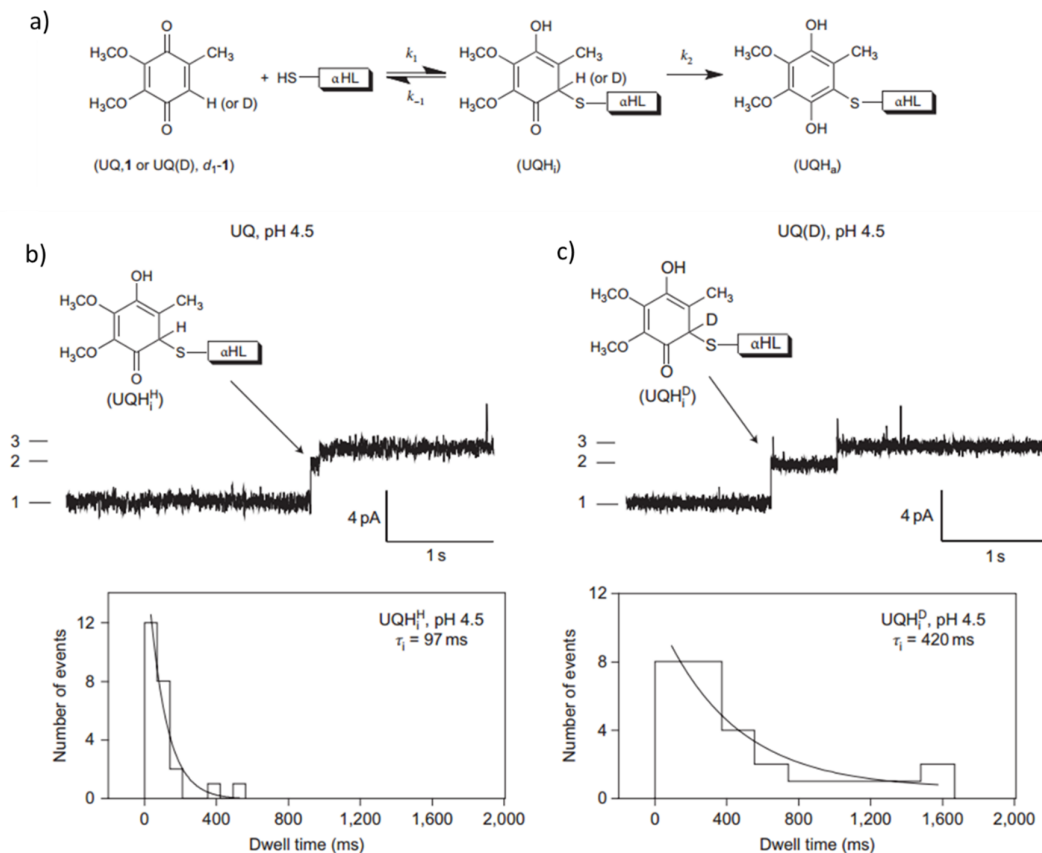 a)
O
H₃CO
CH₃
H₃CO
H (or D)
O
+ HS
αHL
k₁
k₋₁
OH
H₃CO
CH₃
H (or D)
H₃CO
S
αHL
O
k₂
OH
H₃CO
CH₃
H₃CO
S
αHL
OH
(UQ,1 or UQ(D), d₁-1)
(UQHᵢ)
(UQHₐ)
UQ, pH 4.5
UQ(D), pH 4.5
b)
OH
H₃CO
CH₃
H
H₃CO
S
αHL
O
(UQHᵢᴴ)
3
2
1
4 pA
1 s
c)
OH
H₃CO
CH₃
D
H₃CO
S
αHL
O
(UQHᵢᴰ)
3
2
1
4 pA
1 s
UQHᵢᴴ, pH 4.5
τᵢ = 97 ms
Number of events
12
8
4
0
0 400 800 1,200 1,600 2,000
Dwell time (ms)
UQHᵢᴰ, pH 4.5
τᵢ = 420 ms
Number of events
12
8
4
0
0 400 800 1,200 1,600 2,000
Dwell time (ms)